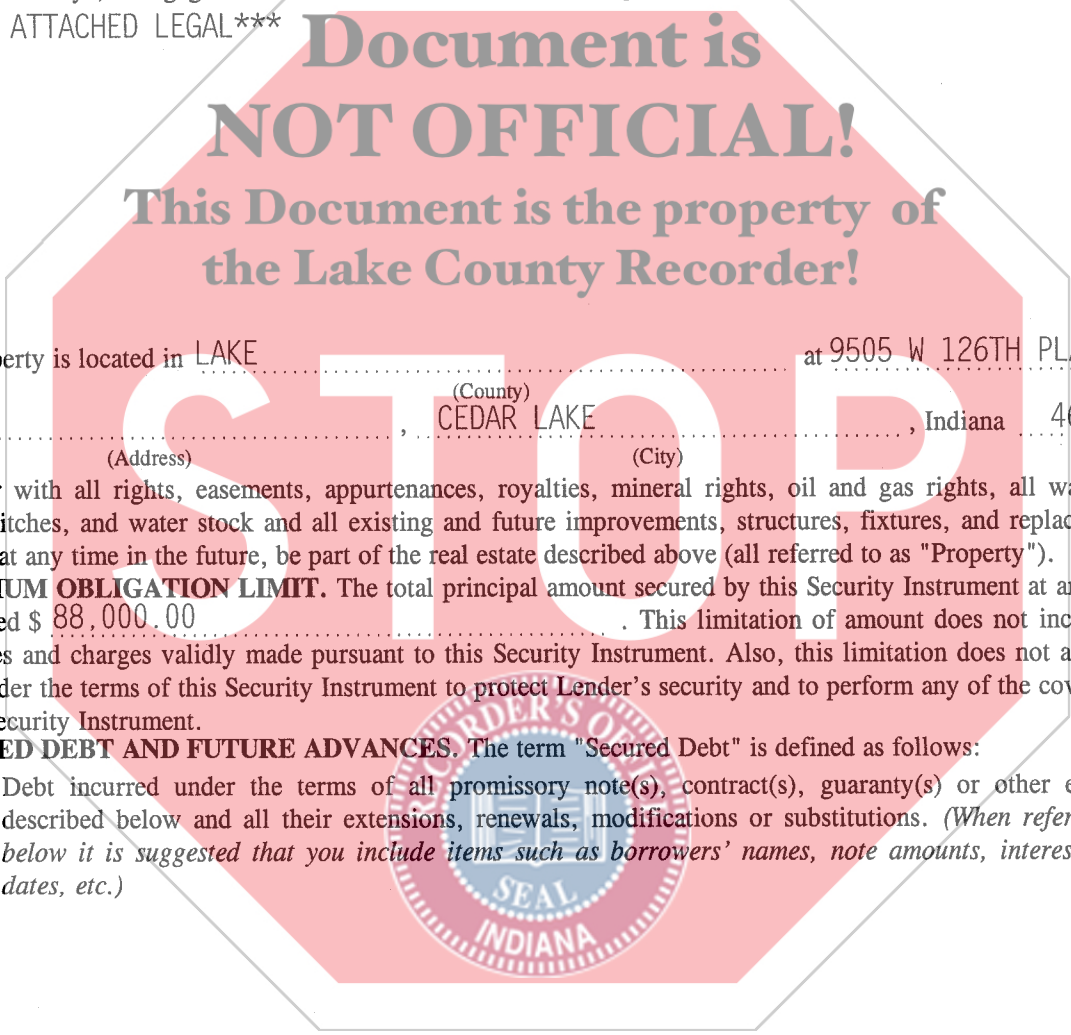 ATTACHED LEGAL***
Document is
NOT OFFICIAL!
This Document is the property of
the Lake County Recorder!
erty is located in LAKE at 9505 W 126TH PL
(County)
, CEDAR LAKE , Indiana 4
(Address) (City)
with all rights, easements, appurtenances, royalties, mineral rights, oil and gas rights, all wa
itches, and water stock and all existing and future improvements, structures, fixtures, and replac
at any time in the future, be part of the real estate described above (all referred to as "Property").
UM OBLIGATION LIMIT. The total principal amount secured by this Security Instrument at a
ed $ 88,000.00 . This limitation of amount does not inc
s and charges validly made pursuant to this Security Instrument. Also, this limitation does not a
der the terms of this Security Instrument to protect Lender's security and to perform any of the cov
ecurity Instrument.
ED DEBT AND FUTURE ADVANCES. The term "Secured Debt" is defined as follows:
Debt incurred under the terms of all promissory note(s), contract(s), guaranty(s) or other e
described below and all their extensions, renewals, modifications or substitutions. (When refer
below it is suggested that you include items such as borrowers' names, note amounts, interes
dates, etc.)
STOP
RECORDER'S OFFI
SEAL
INDIANA